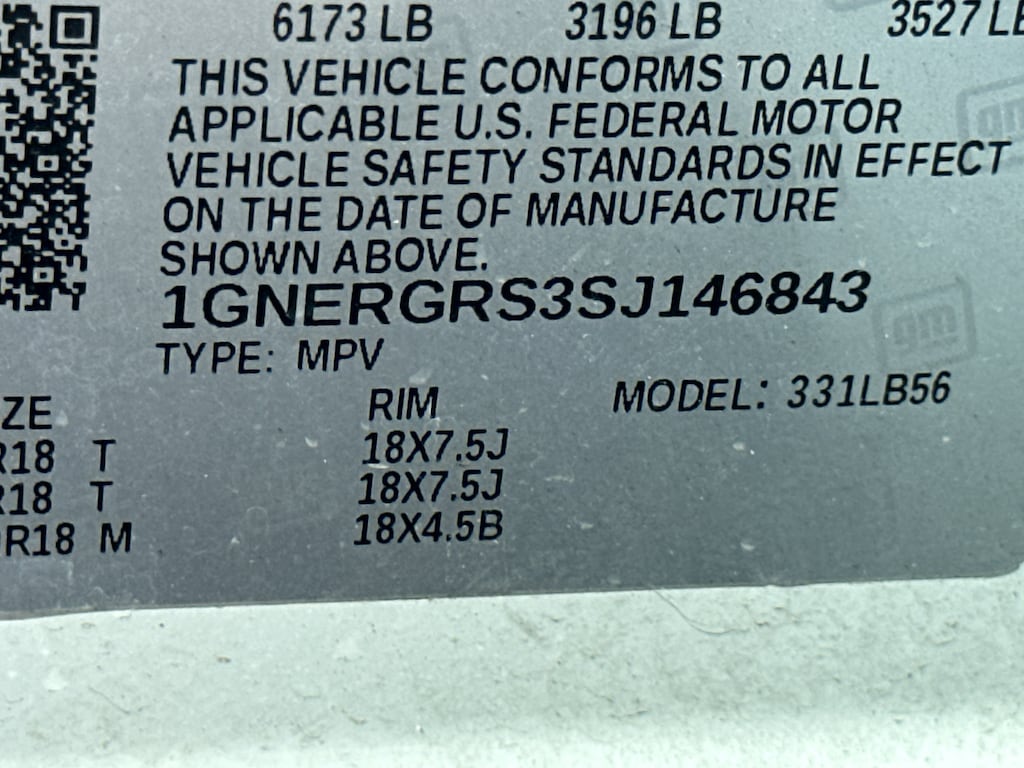 6173 LB 3196 LB 3527 LB
THIS VEHICLE CONFORMS TO ALL
APPLICABLE U.S. FEDERAL MOTOR
VEHICLE SAFETY STANDARDS IN EFFECT
ON THE DATE OF MANUFACTURE
SHOWN ABOVE.
1GNERGRS3SJ146843
TYPE: MPV
ZE RIM MODEL: 331LB56
R18 T 18X7.5J
R18 T 18X7.5J
R18 M 18X4.5B
gm